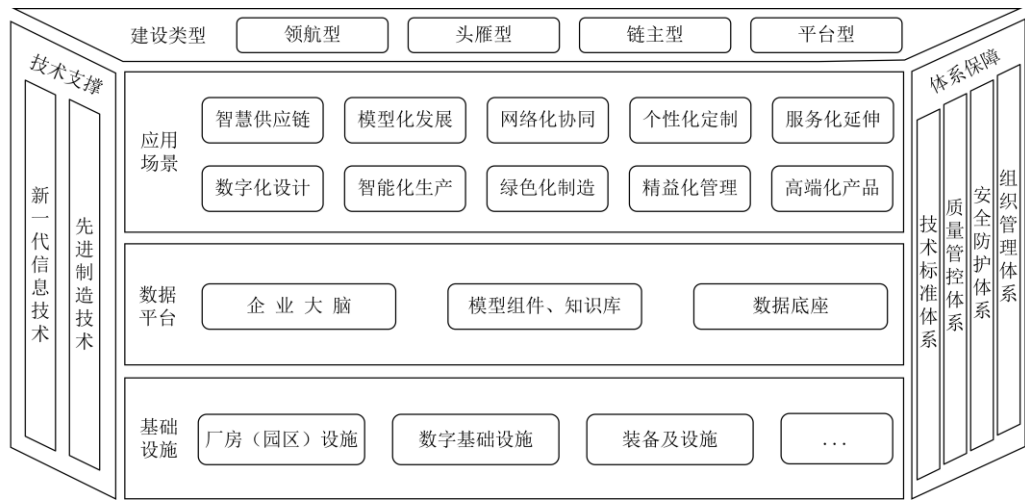 建设类型 领航型 头雁型 链主型 平台型
技术支撑
新一代信息技术
先进制造技术
应用
场景
智慧供应链 模型化发展 网络化协同 个性化定制 服务化延伸
数字化设计 智能化生产 绿色化制造 精益化管理 高端化产品
数据
平台
企业大脑 模型组件、知识库 数据底座
基础
设施
厂房（园区）设施 数字基础设施 装备及设施 ...
体系保障
技术标准体系
质量管控体系
安全防护体系
组织管理体系